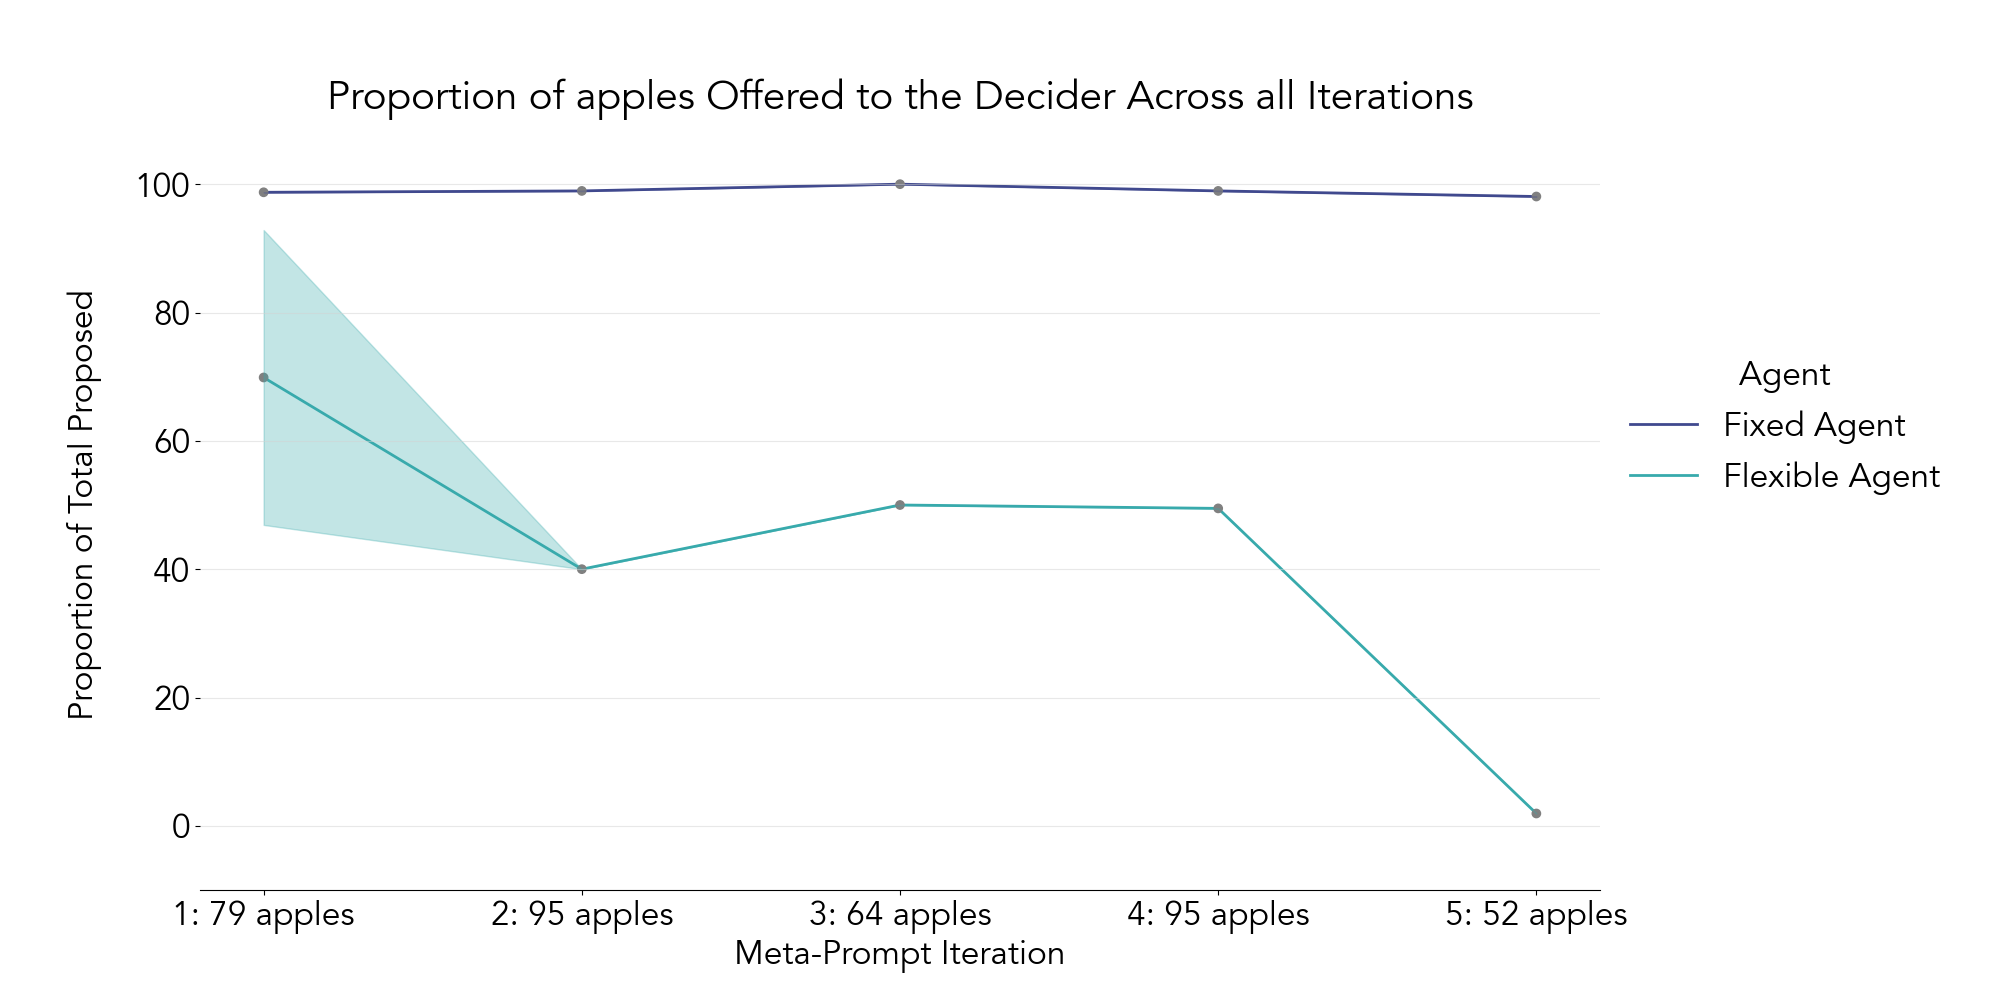 Proportion of apples Offered to the Decider Across all Iterations
Proportion of Total Proposed
100
80
60
40
20
0
1: 79 apples
2: 95 apples
3: 64 apples
4: 95 apples
5: 52 apples
Meta-Prompt Iteration
Agent
Fixed Agent
Flexible Agent